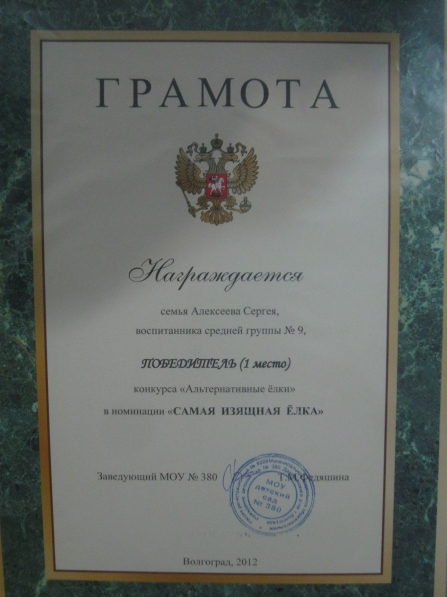 ГРАМОТА
Награждается
семья Алексеева Сергея,
воспитанника средней группы № 9,
ПОБЕДИТЕЛЬ (1 место)
конкурса «Альтернативные ёлки»
в номинации «САМАЯ ИЗЯЩНАЯ ЁЛКА»
Заведующий МОУ № 380 Т.М.Федяшина
МОУ
детский
сад
№ 380
Волгоград, 2012